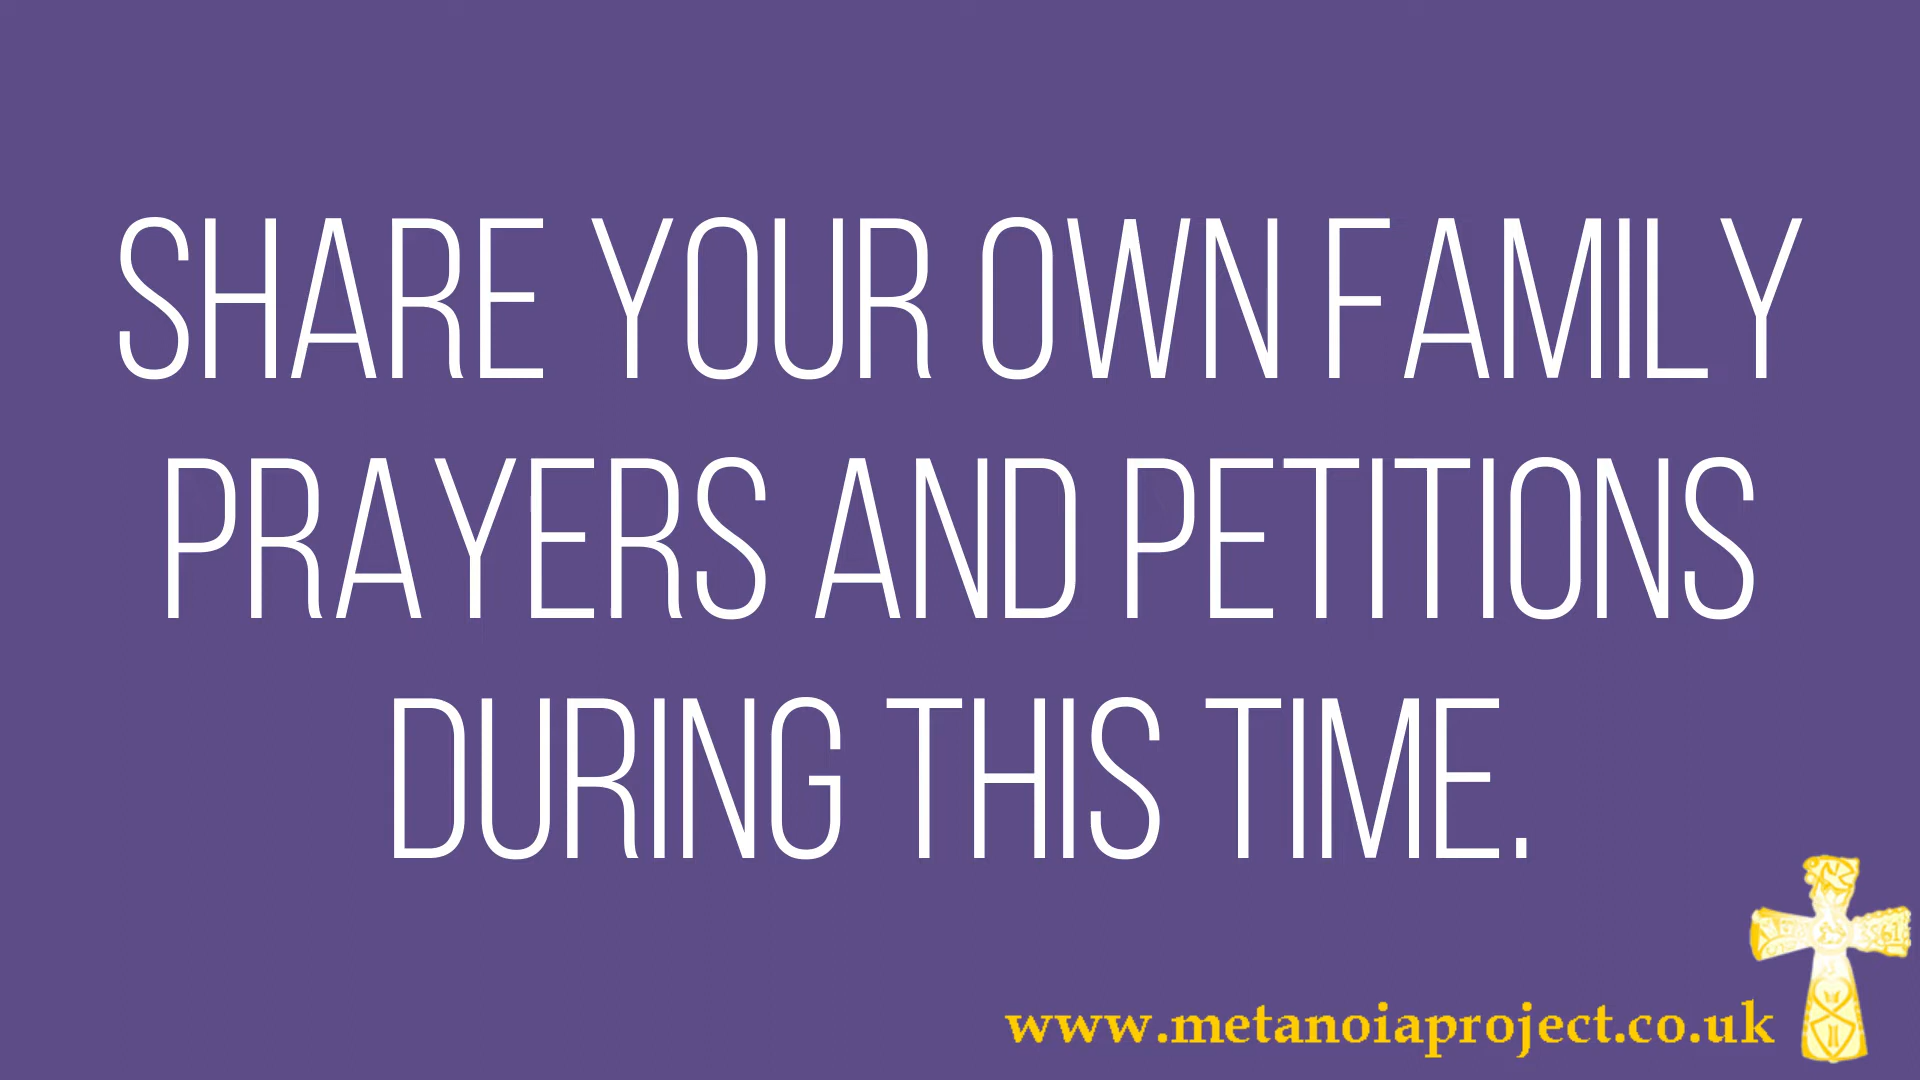 SHARE YOUR OWN FAMILY
PRAYERS AND PETITIONS
DURING THIS TIME.
www.metanoiaproject.co.uk